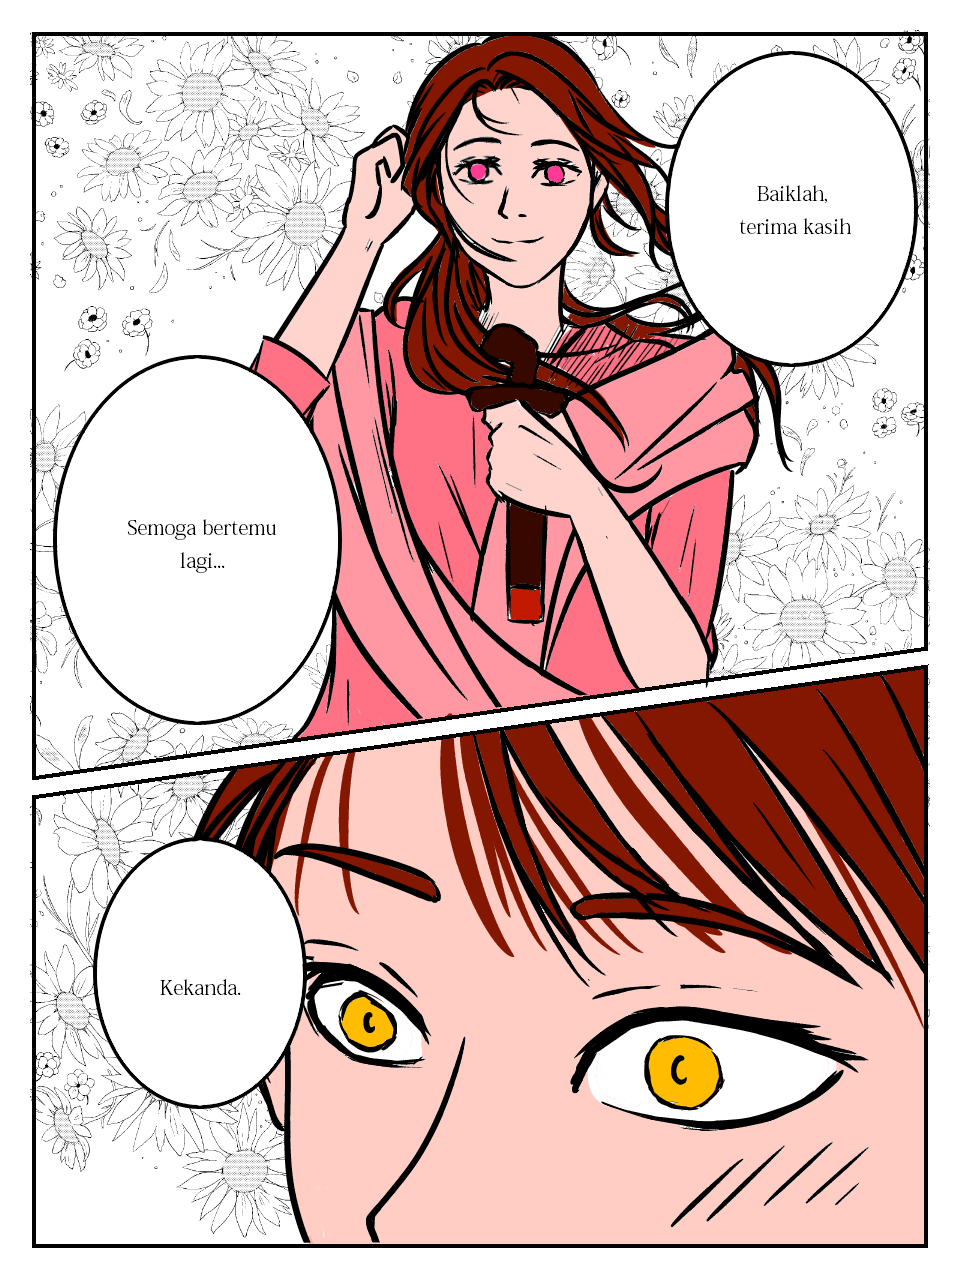 Baiklah,
terima kasih
Semoga bertemu
lagi...
Kekanda.